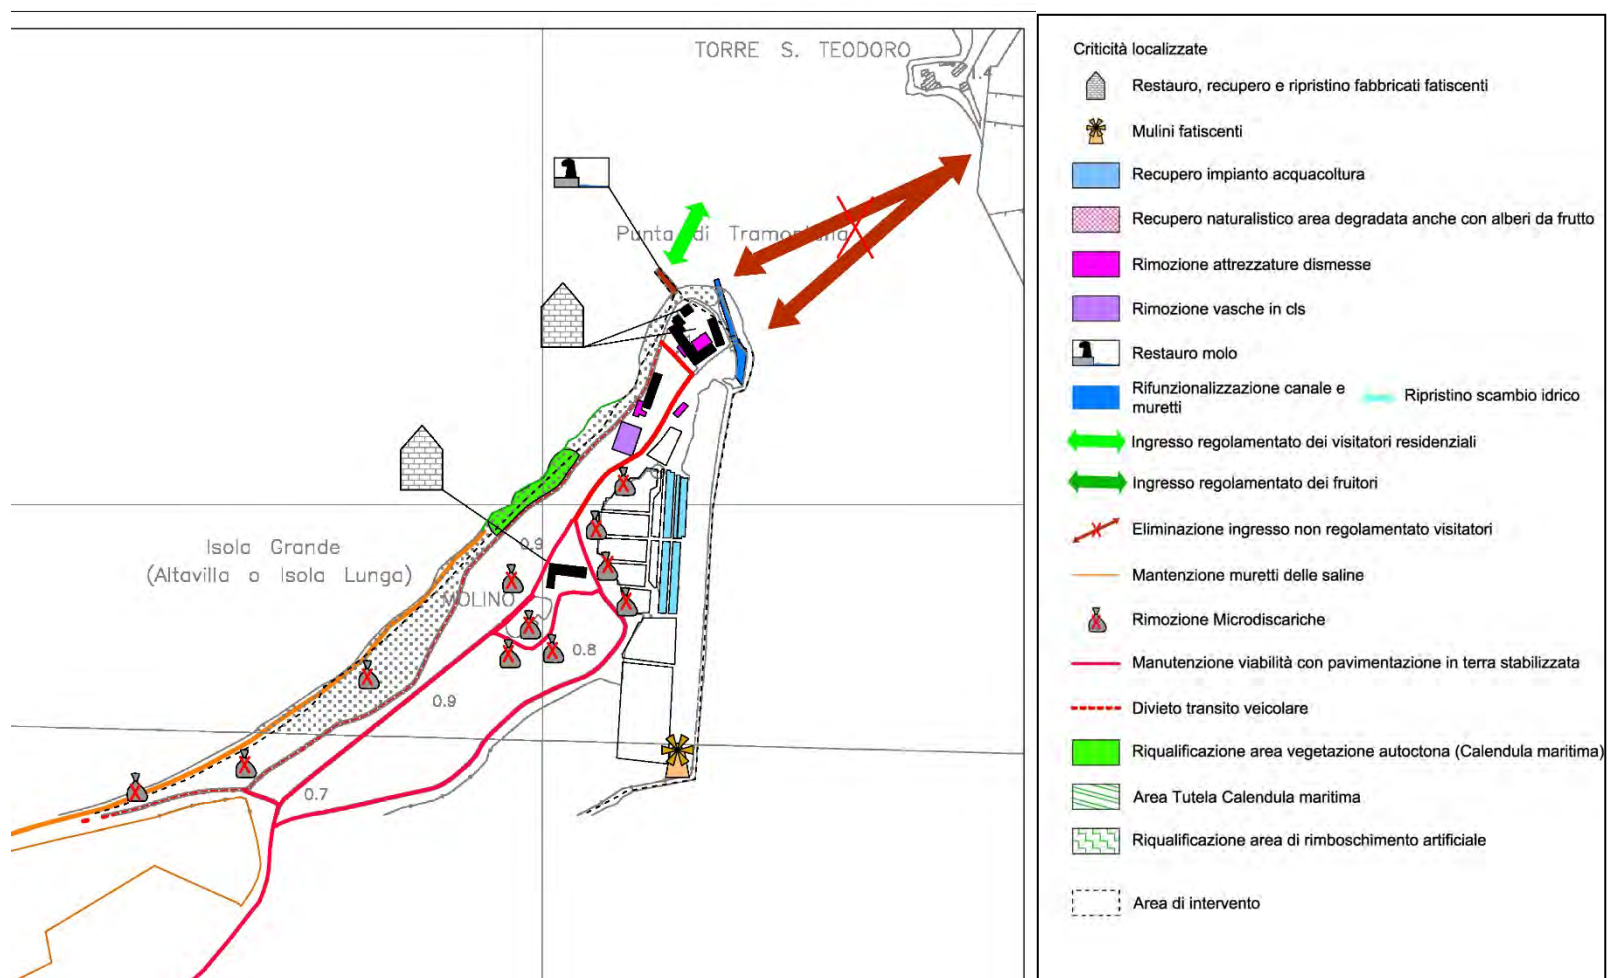 TORRE S. TEODORO
1.4
Punta di Tramontana
Isola Grande
(Altavilla o Isola Lunga)
0.9
MOLINO
0.8
0.9
0.7
Criticità localizzate
Restauro, recupero e ripristino fabbricati fatiscenti
Mulini fatiscenti
Recupero impianto acquacoltura
Recupero naturalistico area degradata anche con alberi da frutto
Rimozione attrezzature dismesse
Rimozione vasche in cls
Restauro molo
Rifunzionalizzazione canale e
muretti
Ripristino scambio idrico
Ingresso regolamentato dei visitatori residenziali
Ingresso regolamentato dei fruitori
Eliminazione ingresso non regolamentato visitatori
Mantenzione muretti delle saline
Rimozione Microdiscariche
Manutenzione viabilità con pavimentazione in terra stabilizzata
Divieto transito veicolare
Riqualificazione area vegetazione autoctona (Calendula maritima)
Area Tutela Calendula maritima
Riqualificazione area di rimboschimento artificiale
Area di intervento